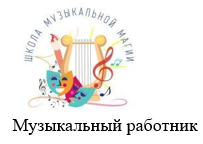 ШКОЛА МУЗЫКАЛЬНОЙ МАГИИ
Музыкальный работник